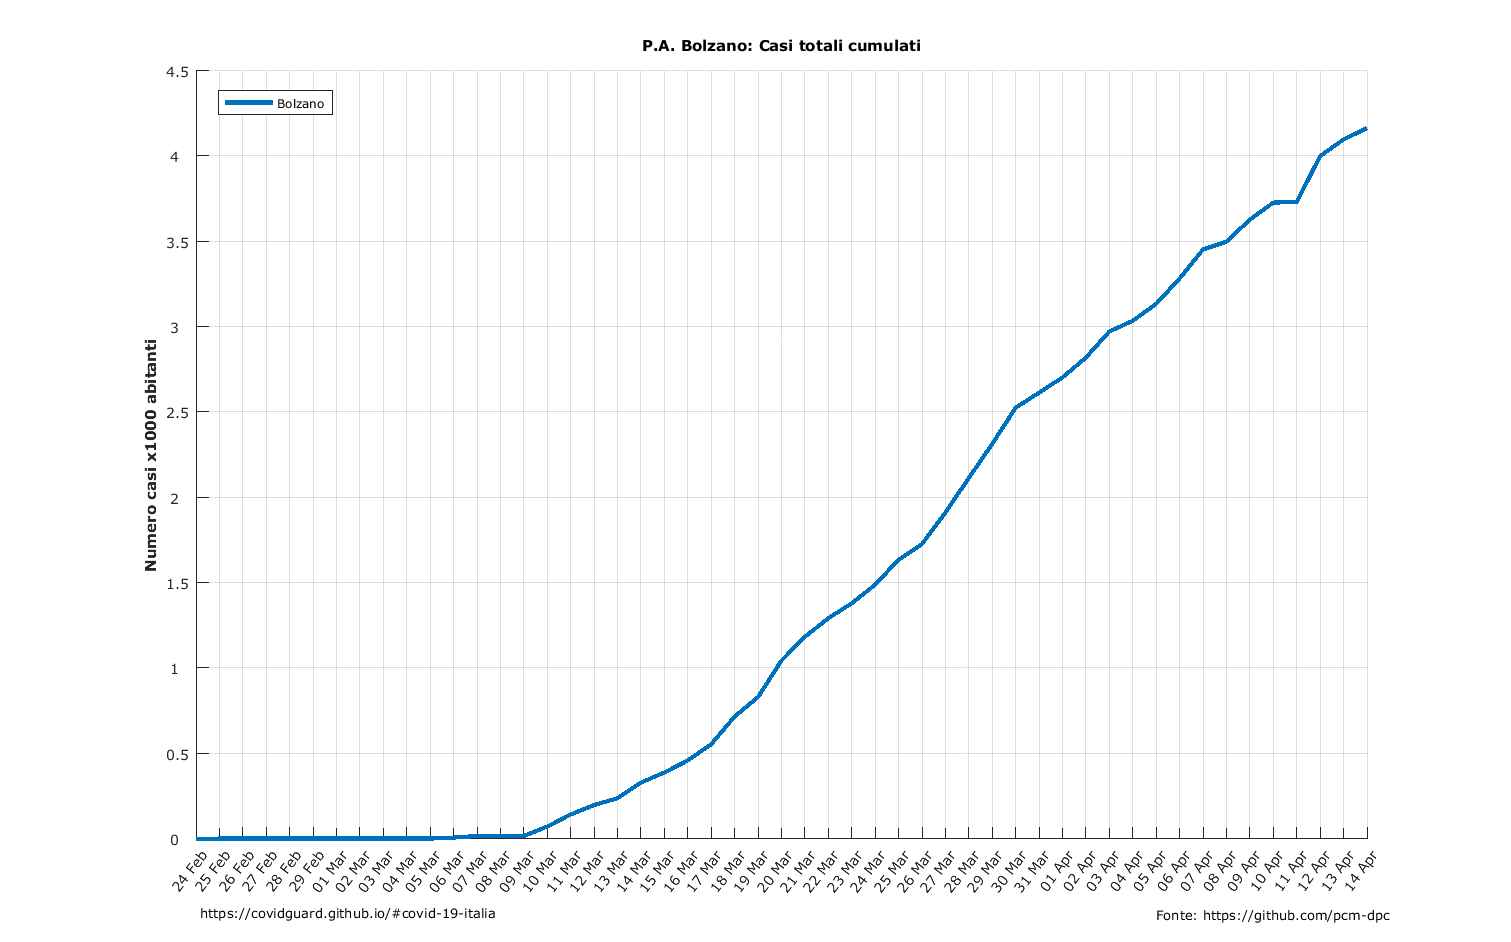 P.A. Bolzano: Casi totali cumulati
Bolzano
Numero casi x1000 abitanti
4.5
4
3.5
3
2.5
2
1.5
1
0.5
0
24 Feb
25 Feb
26 Feb
27 Feb
28 Feb
29 Feb
01 Mar
02 Mar
03 Mar
04 Mar
05 Mar
06 Mar
07 Mar
08 Mar
09 Mar
10 Mar
11 Mar
12 Mar
13 Mar
14 Mar
15 Mar
16 Mar
17 Mar
18 Mar
19 Mar
20 Mar
21 Mar
22 Mar
23 Mar
24 Mar
25 Mar
26 Mar
27 Mar
28 Mar
29 Mar
30 Mar
31 Mar
01 Apr
02 Apr
03 Apr
04 Apr
05 Apr
06 Apr
07 Apr
08 Apr
09 Apr
10 Apr
11 Apr
12 Apr
13 Apr
14 Apr
https://covidguard.github.io/#covid-19-italia
Fonte: https://github.com/pcm-dpc